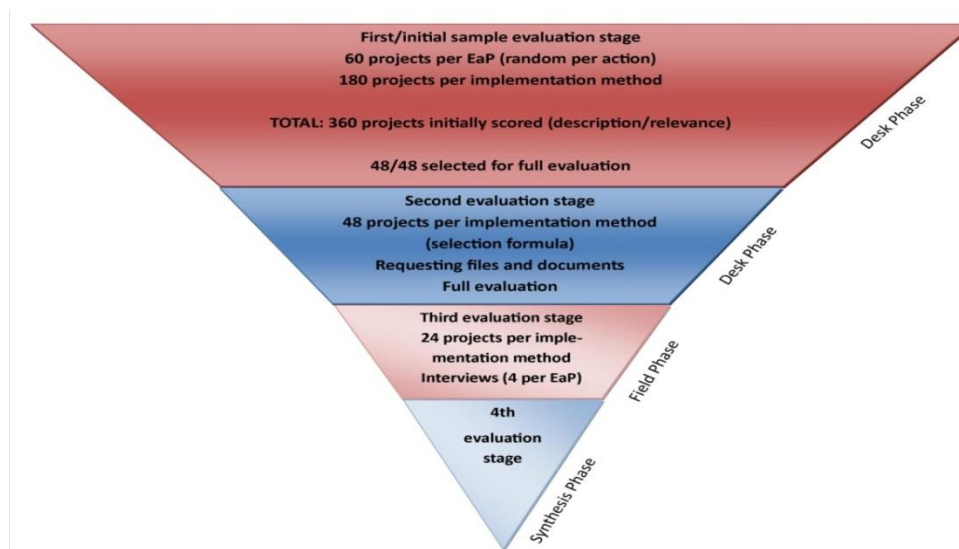 First/initial sample evaluation stage
60 projects per EaP (random per action)
180 projects per implementation method
TOTAL: 360 projects initially scored (description/relevance)
48/48 selected for full evaluation
Desk Phase
Second evaluation stage
48 projects per implementation method
(selection formula)
Requesting files and documents
Full evaluation
Desk Phase
Third evaluation stage
24 projects per imple-
mentation method
Interviews (4 per EaP)
Field Phase
4th
evaluation
stage
Synthesis Phase